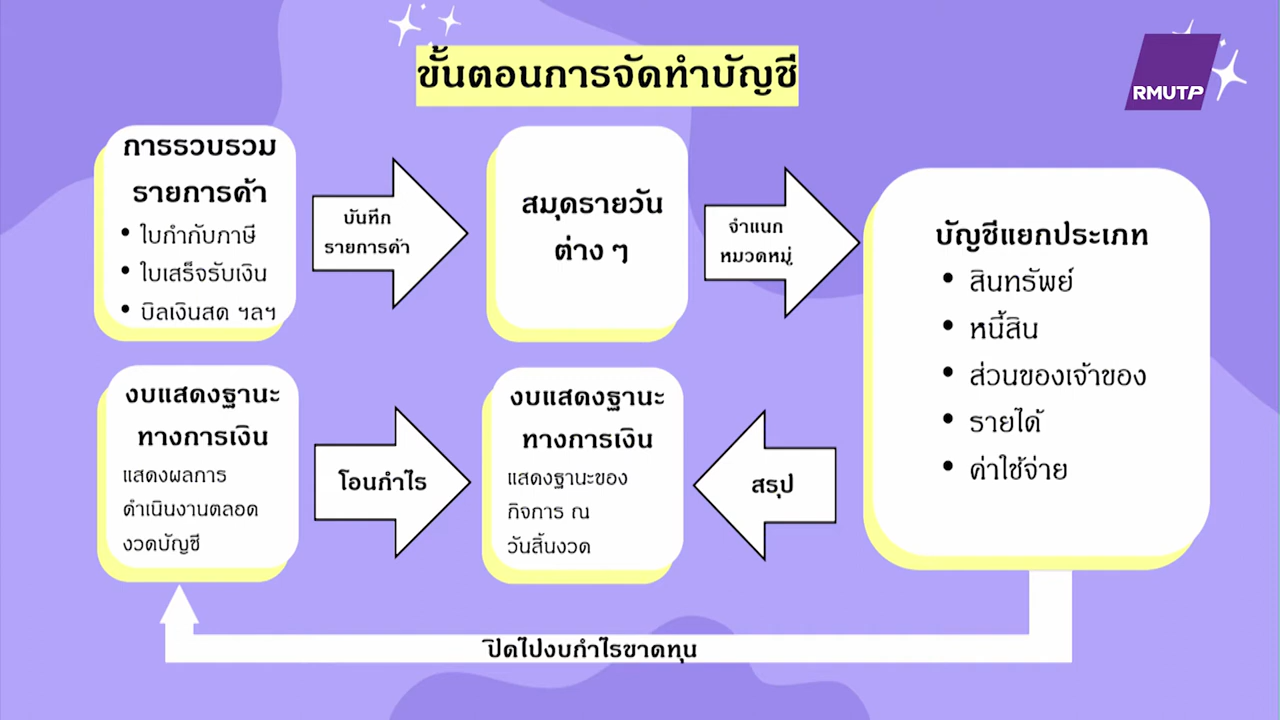 ขั้นตอนการจัดทำบัญชี
RMUTP
การรวบรวม
รายการค้า
• ใบกำกับภาษี
• ใบเสร็จรับเงิน
• บิลเงินสด ฯลฯ
บันทึก
รายการค้า
สมุดรายวัน
ต่าง ๆ
จำแนก
หมวดหมู่
บัญชีแยกประเภท
• สินทรัพย์
• หนี้สิน
• ส่วนของเจ้าของ
• รายได้
• ค่าใช้จ่าย
งบแสดงฐานะ
ทางการเงิน
แสดงผลการ
ดำเนินงานตลอด
งวดบัญชี
โอนกำไร
งบแสดงฐานะ
ทางการเงิน
แสดงฐานะของ
กิจการ ณ
วันสิ้นงวด
สรุป
ปิดไปงบกำไรขาดทุน